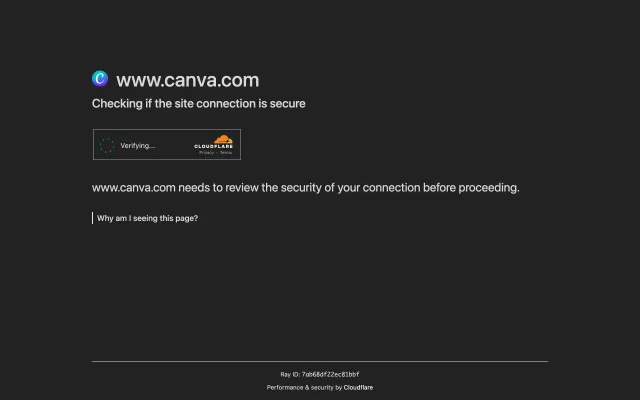 www.canva.com
Checking if the site connection is secure
Verifying...
CLOUDFLARE
Privacy • Terms
www.canva.com needs to review the security of your connection before proceeding.
Why am I seeing this page?
Ray ID: 7ab68df22ec81bbf
Performance & security by Cloudflare